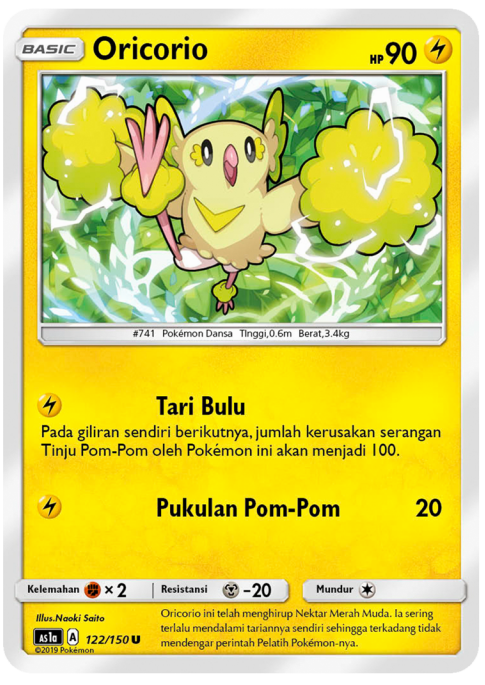 BASIC Oricorio HP 90
#741 Pokémon Dansa TInggi,0.6m Berat,3.4kg
Tari Bulu
Pada giliran sendiri berikutnya, jumlah kerusakan serangan
Tinju Pom-Pom oleh Pokémon ini akan menjadi 100.
Pukulan Pom-Pom 20
Kelemahan × 2 Resistansi -20 Mundur
Illus.Naoki Saito
AS1a A 122/150 U
©2019 Pokémon
Oricorio ini telah menghirup Nektar Merah Muda. Ia sering
terlalu mendalami tariannya sendiri sehingga terkadang tidak
mendengar perintah Pelatih Pokémon-nya.